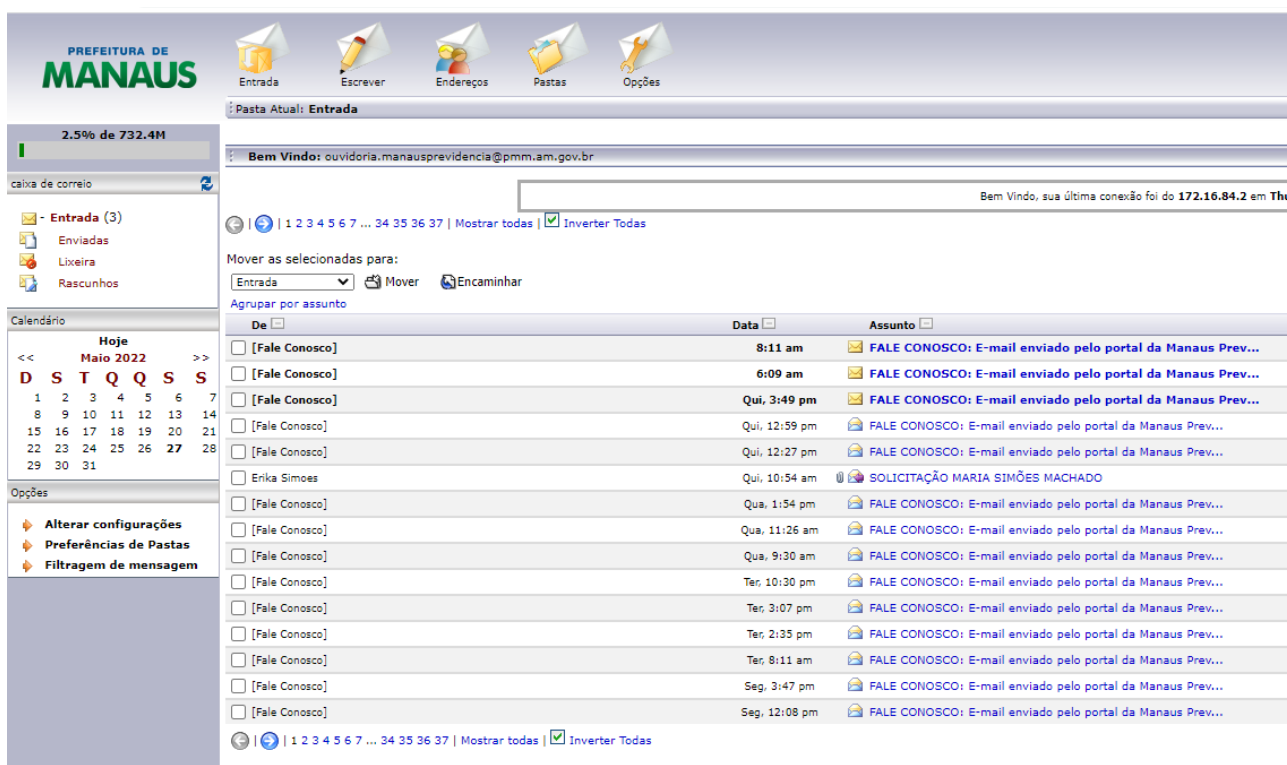 PREFEITURA DE
MANAUS
Entrada Escrever Endereços Pastas Opções
Pasta Atual: Entrada
2.5% de 732.4M
Bem Vindo: ouvidoria.manausprevidencia@pmm.am.gov.br
caixa de correio
Bem Vindo, sua última conexão foi do 172.16.84.2 em Thu
- Entrada (3)
Enviadas
Lixeira
Rascunhos
| | 1 2 3 4 5 6 7 ... 34 35 36 37 | Mostrar todas | Inverter Todas
Mover as selecionadas para:
Entrada Mover Encaminhar
Agrupar por assunto
Calendário
Hoje
<< Maio 2022 >>
D S T Q Q S S
1 2 3 4 5 6 7
8 9 10 11 12 13 14
15 16 17 18 19 20 21
22 23 24 25 26 27 28
29 30 31
Opções
Alterar configurações
Preferências de Pastas
Filtragem de mensagem
De Data Assunto
[Fale Conosco] 8:11 am FALE CONOSCO: E-mail enviado pelo portal da Manaus Prev...
[Fale Conosco] 6:09 am FALE CONOSCO: E-mail enviado pelo portal da Manaus Prev...
[Fale Conosco] Qui, 3:49 pm FALE CONOSCO: E-mail enviado pelo portal da Manaus Prev...
[Fale Conosco] Qui, 12:59 pm FALE CONOSCO: E-mail enviado pelo portal da Manaus Prev...
[Fale Conosco] Qui, 12:27 pm FALE CONOSCO: E-mail enviado pelo portal da Manaus Prev...
Erika Simoes Qui, 10:54 am SOLICITAÇÃO MARIA SIMÕES MACHADO
[Fale Conosco] Qua, 1:54 pm FALE CONOSCO: E-mail enviado pelo portal da Manaus Prev...
[Fale Conosco] Qua, 11:26 am FALE CONOSCO: E-mail enviado pelo portal da Manaus Prev...
[Fale Conosco] Qua, 9:30 am FALE CONOSCO: E-mail enviado pelo portal da Manaus Prev...
[Fale Conosco] Ter, 10:30 pm FALE CONOSCO: E-mail enviado pelo portal da Manaus Prev...
[Fale Conosco] Ter, 3:07 pm FALE CONOSCO: E-mail enviado pelo portal da Manaus Prev...
[Fale Conosco] Ter, 2:35 pm FALE CONOSCO: E-mail enviado pelo portal da Manaus Prev...
[Fale Conosco] Ter, 8:11 am FALE CONOSCO: E-mail enviado pelo portal da Manaus Prev...
[Fale Conosco] Seg, 3:47 pm FALE CONOSCO: E-mail enviado pelo portal da Manaus Prev...
[Fale Conosco] Seg, 12:08 pm FALE CONOSCO: E-mail enviado pelo portal da Manaus Prev...
| | 1 2 3 4 5 6 7 ... 34 35 36 37 | Mostrar todas | Inverter Todas